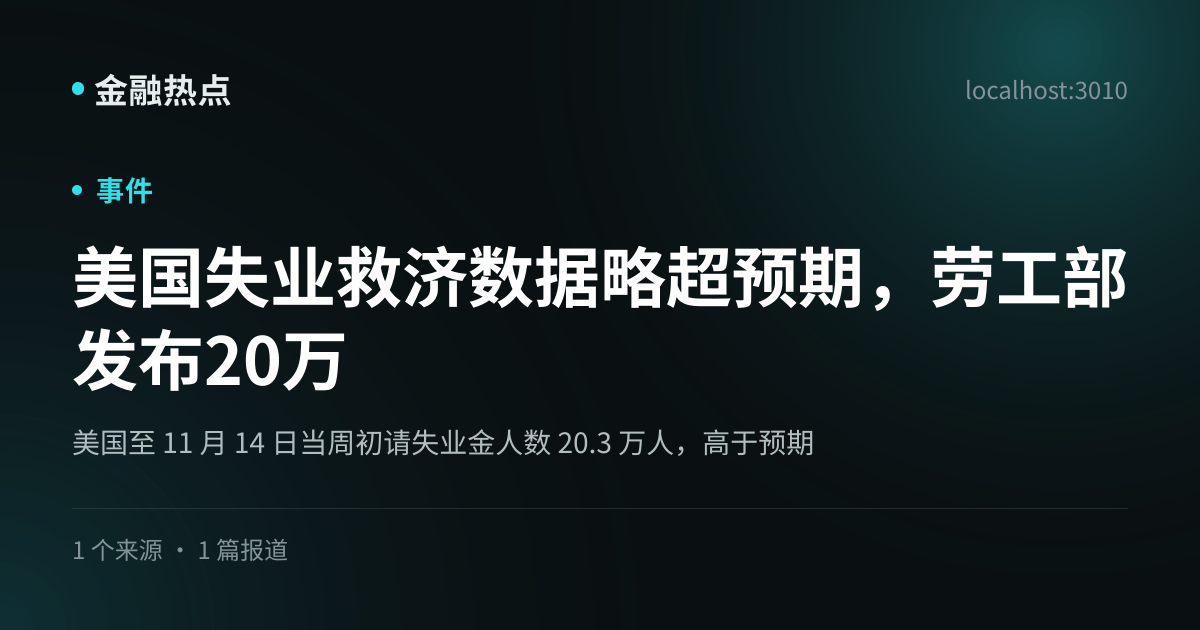 金融热点
localhost:3010
事件
美国失业救济数据略超预期，劳工部
发布20万
美国至 11 月 14 日当周初请失业金人数 20.3 万人，高于预期
1 个来源 · 1 篇报道